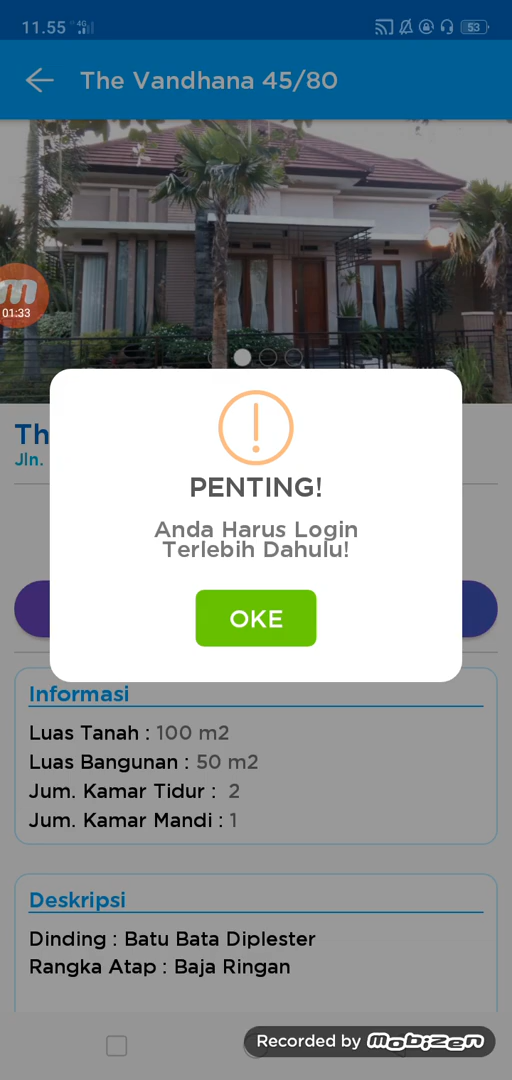 11.55
4G
53
The Vandhana 45/80
01:33
Th
Jln.
PENTING!
Anda Harus Login
Terlebih Dahulu!
OKE
Informasi
Luas Tanah : 100 m2
Luas Bangunan : 50 m2
Jum. Kamar Tidur : 2
Jum. Kamar Mandi : 1
Deskripsi
Dinding : Batu Bata Diplester
Rangka Atap : Baja Ringan
Recorded by Mobizen